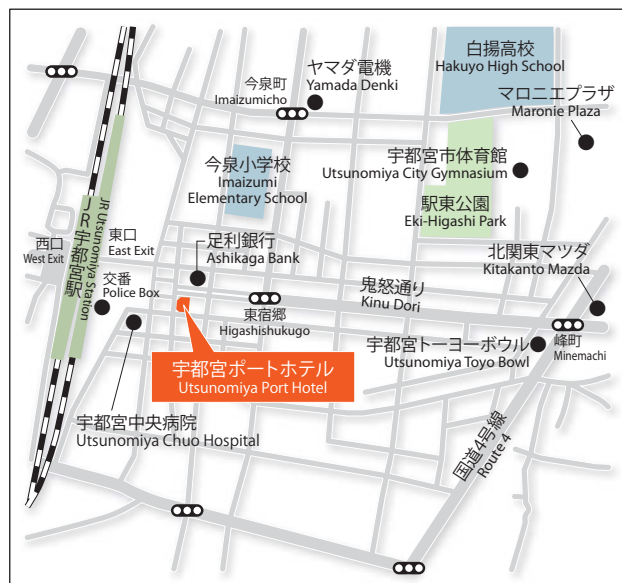 白揚高校
Hakuyo High School
ヤマダ電機
Yamada Denki
今泉町
Imaizumicho
マロニエプラザ
Maronie Plaza
今泉小学校
Imaizumi
Elementary School
宇都宮市体育館
Utsunomiya City Gymnasium
駅東公園
Eki-Higashi Park
西口
West Exit
JR宇都宮駅
JR Utsunomiya Station
東口
East Exit
足利銀行
Ashikaga Bank
交番
Police Box
鬼怒通り
Kinu Dori
北関東マツダ
Kitakanto Mazda
東宿郷
Higashishukugo
峰町
Minemachi
宇都宮トーヨーボウル
Utsunomiya Toyo Bowl
宇都宮ポートホテル
Utsunomiya Port Hotel
宇都宮中央病院
Utsunomiya Chuo Hospital
国道4号線
Route 4